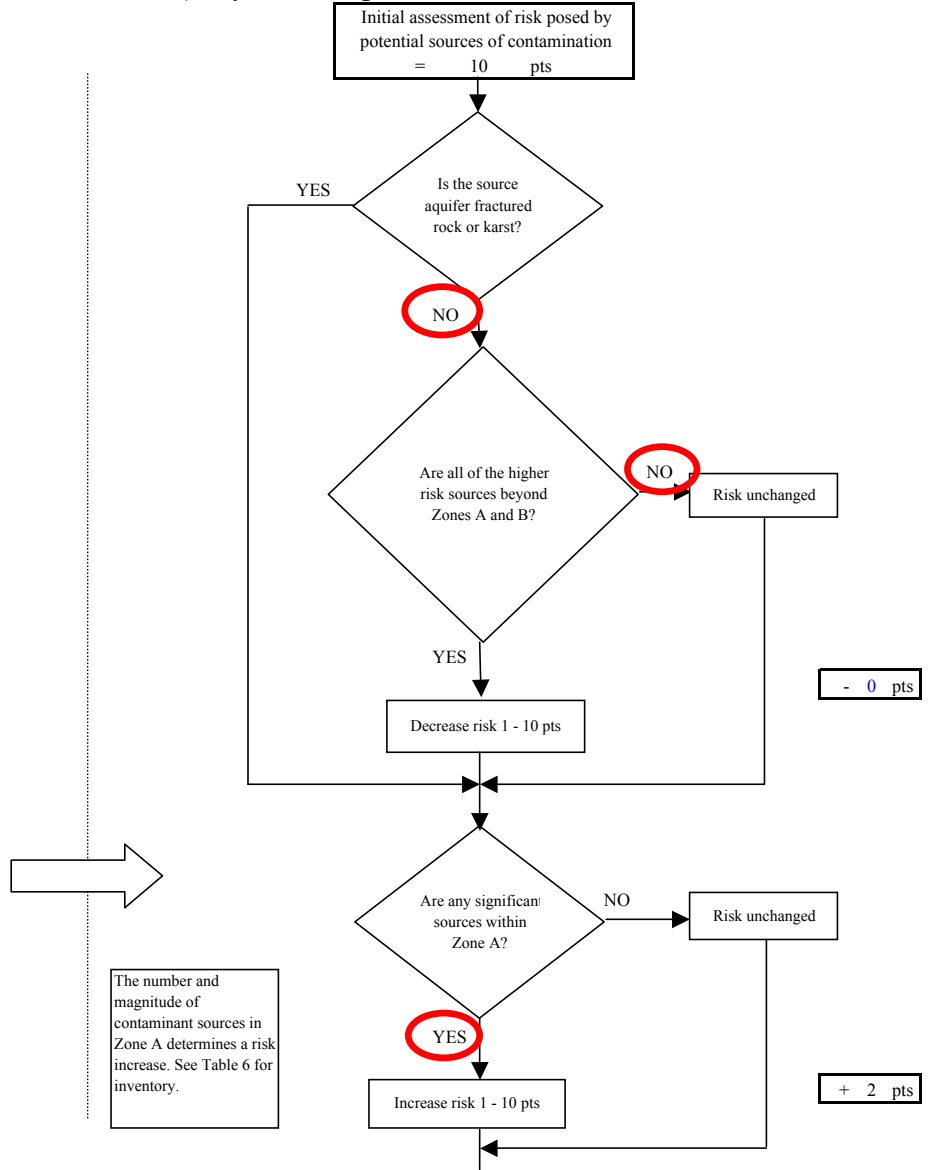 Initial assessment of risk posed by
potential sources of contamination
= 10 pts
YES
Is the source
aquifer fractured
rock or karst?
NO
Are all of the higher
risk sources beyond
Zones A and B?
NO
Risk unchanged
YES
- 0 pts
Decrease risk 1 - 10 pts
Are any significant
sources within
Zone A?
NO
Risk unchanged
The number and
magnitude of
contaminant sources in
Zone A determines a risk
increase. See Table 6 for
inventory.
YES
+ 2 pts
Increase risk 1 - 10 pts